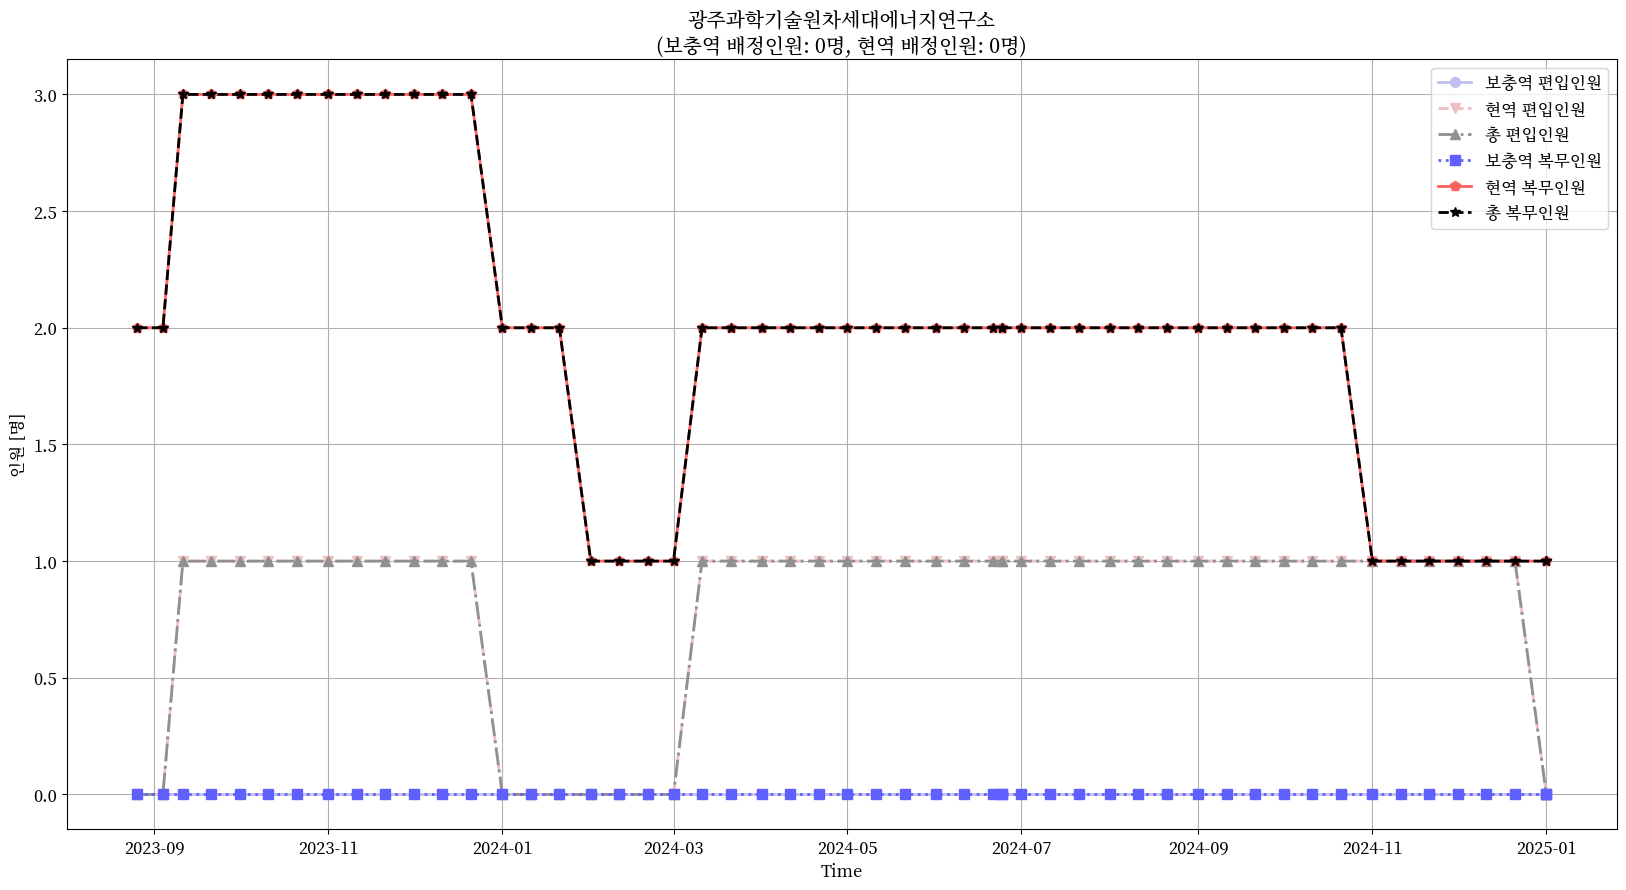 광주과학기술원차세대에너지연구소
(보충역 배정인원: 0명, 현역 배정인원: 0명)
보충역 편입인원
현역 편입인원
총 편입인원
보충역 복무인원
현역 복무인원
총 복무인원
인원 [명]
3.0
2.5
2.0
1.5
1.0
0.5
0.0
2023-09 2023-11 2024-01 2024-03 2024-05 2024-07 2024-09 2024-11 2025-01
Time